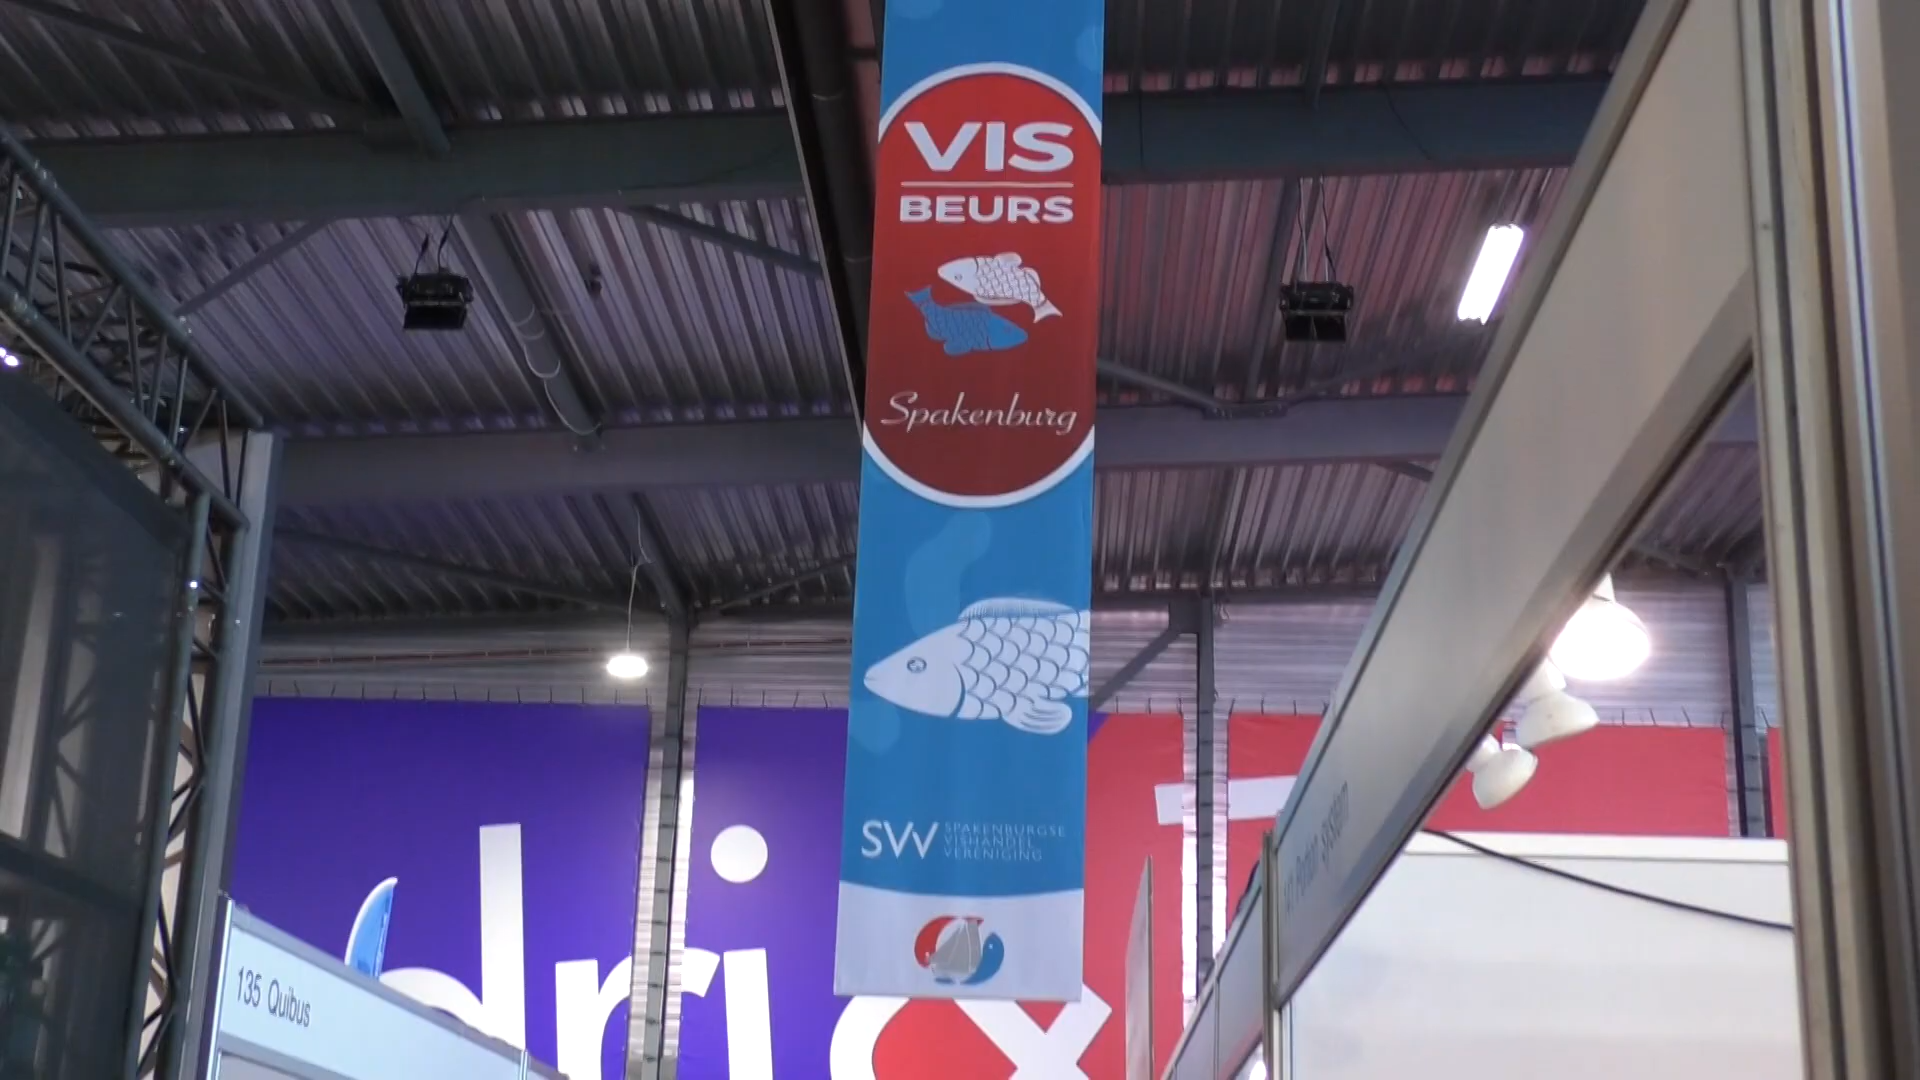 VIS
BEURS
Spakenburg
SVV
SPAKENBURGSE
VISHANDEL
VERENIGING
135 Quibus